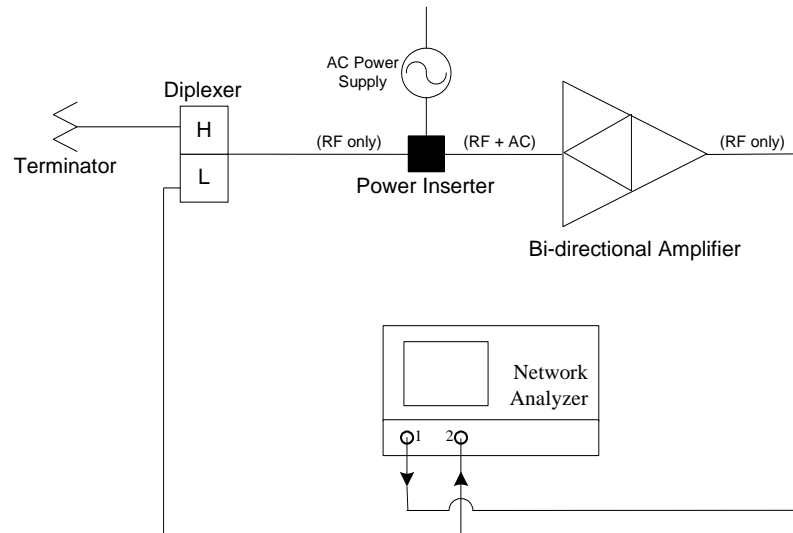 AC Power
Supply
Diplexer
H
(RF only)
(RF + AC)
(RF only)
Terminator
L
Power Inserter
Bi-directional Amplifier
Network
Analyzer
1
2